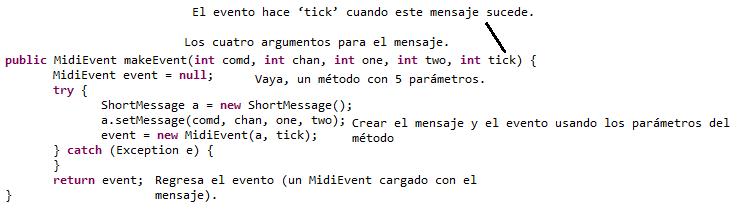 El evento hace ‘tick’ cuando este mensaje sucede.
Los cuatro argumentos para el mensaje.
public MidiEvent makeEvent(int comd, int chan, int one, int two, int tick) {
MidiEvent event = null;
Vaya, un método con 5 parámetros.
try {
ShortMessage a = new ShortMessage();
a.setMessage(comd, chan, one, two);
Crear el mensaje y el evento usando los parámetros del
método
event = new MidiEvent(a, tick);
} catch (Exception e) {
}
return event;
Regresa el evento (un MidiEvent cargado con el
mensaje).
}